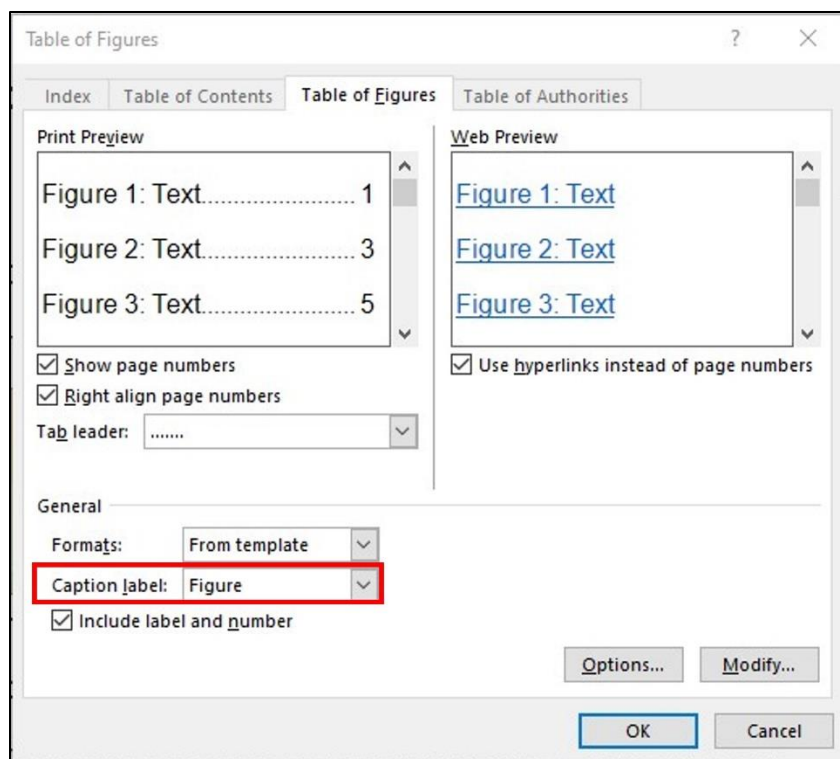 Table of Figures ?
Index Table of Contents Table of Figures Table of Authorities
Print Preview
Figure 1: Text........................ 1
Figure 2: Text........................ 3
Figure 3: Text........................ 5
Show page numbers
Right align page numbers
Tab leader: .......
Web Preview
Figure 1: Text
Figure 2: Text
Figure 3: Text
Use hyperlinks instead of page numbers
General
Formats: From template
Caption label: Figure
Include label and number
Options... Modify...
OK Cancel